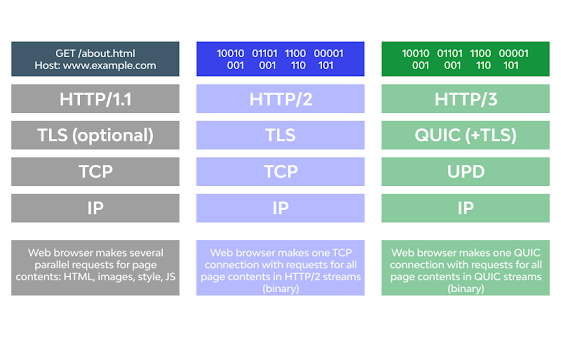 GET /about.html
Host: www.example.com
HTTP/1.1
TLS (optional)
TCP
IP
Web browser makes several
parallel requests for page
contents: HTML, images, style, JS
10010 01101 1100 00001
001 001 110 101
HTTP/2
TLS
TCP
IP
Web browser makes one TCP
connection with requests for all
page contents in HTTP/2 streams
(binary)
10010 01101 1100 00001
001 001 110 101
HTTP/3
QUIC (+TLS)
UPD
IP
Web browser makes one QUIC
connection with requests for all
page contents in QUIC streams
(binary)